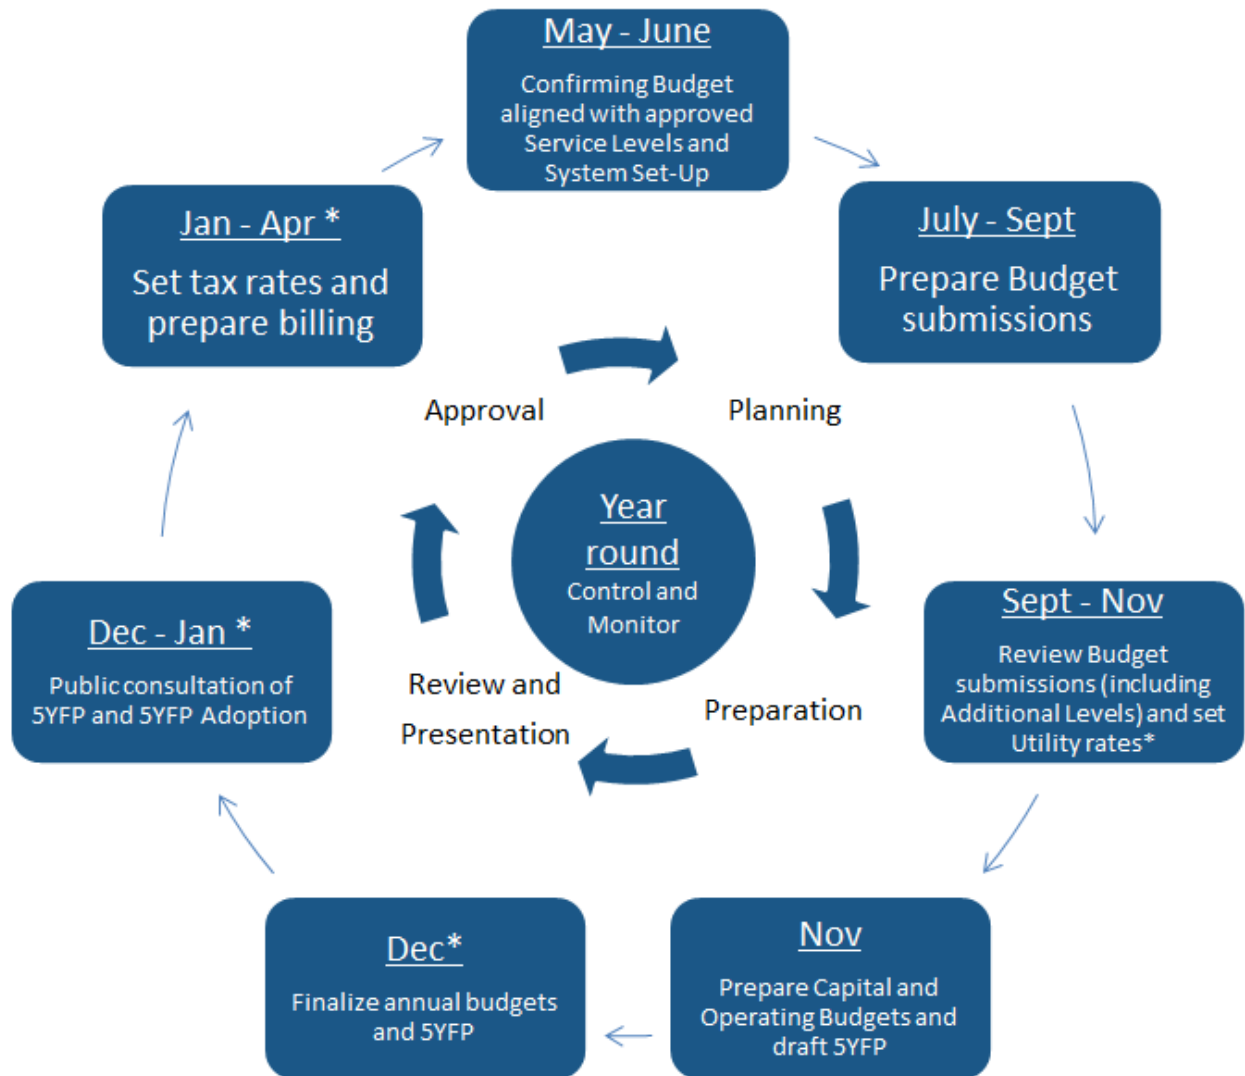 May - June
Confirming Budget
aligned with approved
Service Levels and
System Set-Up
July - Sept
Prepare Budget
submissions
Sept - Nov
Review Budget
submissions (including
Additional Levels) and set
Utility rates*
Nov
Prepare Capital and
Operating Budgets and
draft 5YFP
Dec*
Finalize annual budgets
and 5YFP
Dec - Jan *
Public consultation of
5YFP and 5YFP Adoption
Jan - Apr *
Set tax rates and
prepare billing
Approval
Planning
Preparation
Review and
Presentation
Year
round
Control and
Monitor